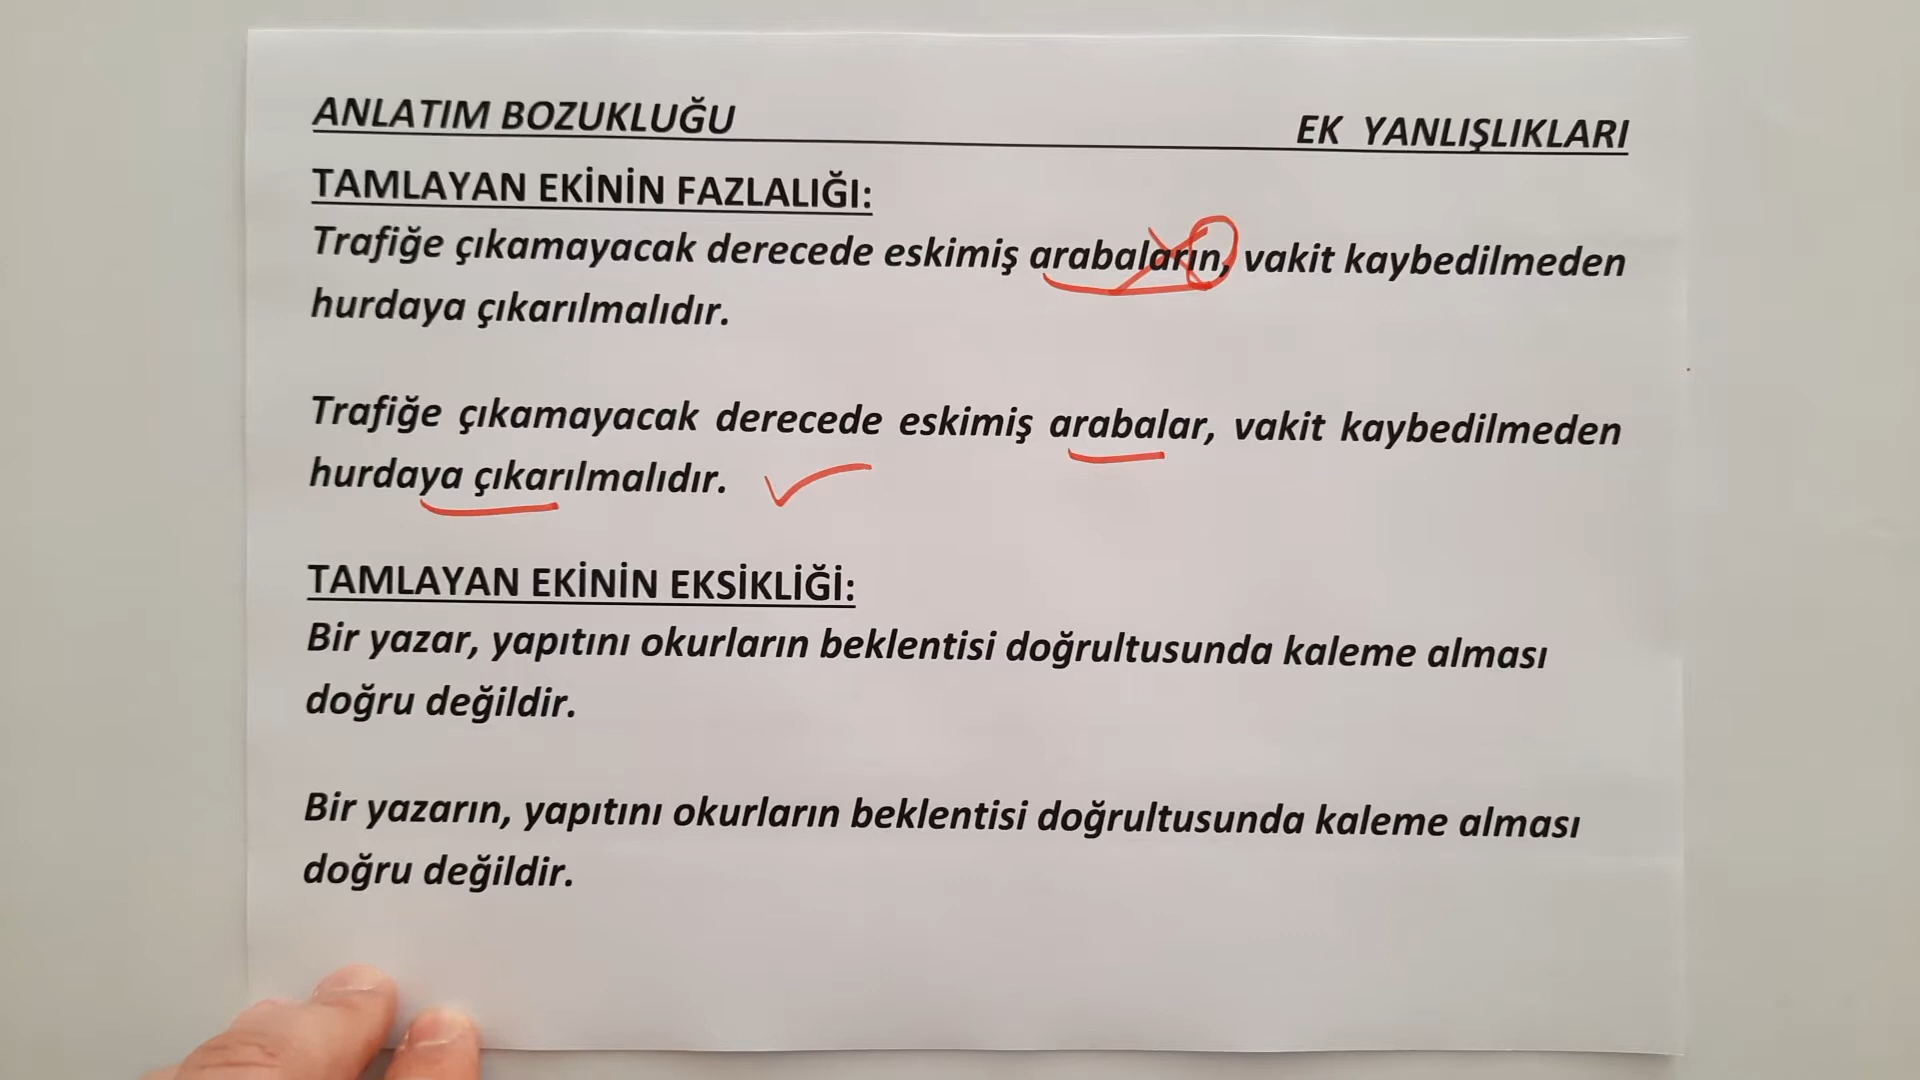 ANLATIM BOZUKLUĞU EK YANLIŞLIKLARI
TAMLAYAN EKİNİN FAZLALIĞI:
Trafiğe çıkamayacak derecede eskimiş arabaların, vakit kaybedilmeden
hurdaya çıkarılmalıdır.
Trafiğe çıkamayacak derecede eskimiş arabalar, vakit kaybedilmeden
hurdaya çıkarılmalıdır.
TAMLAYAN EKİNİN EKSİKLİĞİ:
Bir yazar, yapıtını okurların beklentisi doğrultusunda kaleme alması
doğru değildir.
Bir yazarın, yapıtını okurların beklentisi doğrultusunda kaleme alması
doğru değildir.